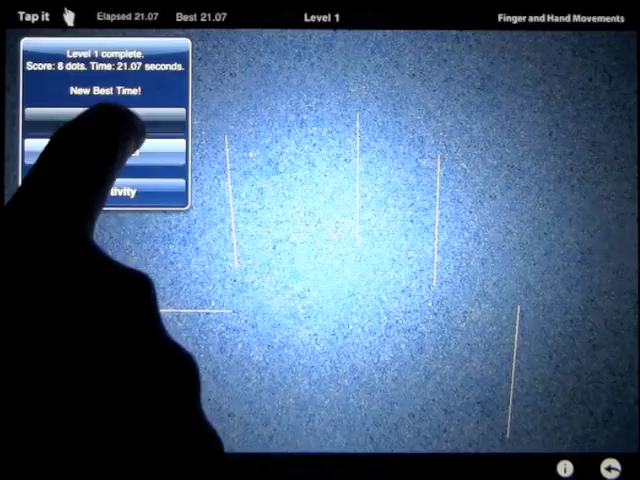 Tap it Elapsed 21.07 Best 21.07 Level 1 Finger and Hand Movements
Level 1 complete.
Score: 8 dots. Time: 21.07 seconds.
New Best Time!